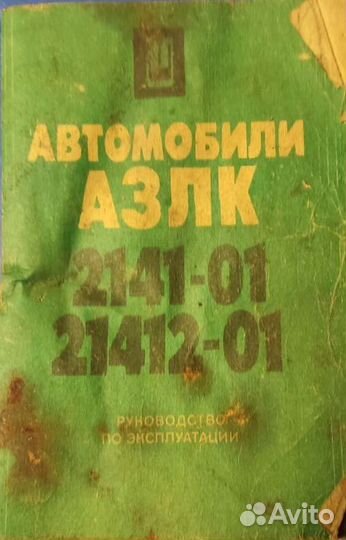 АВТОМОБИЛИ
АЗЛК
2141-01
21412-01
РУКОВОДСТВО
ПО ЭКСПЛУАТАЦИИ
Avito